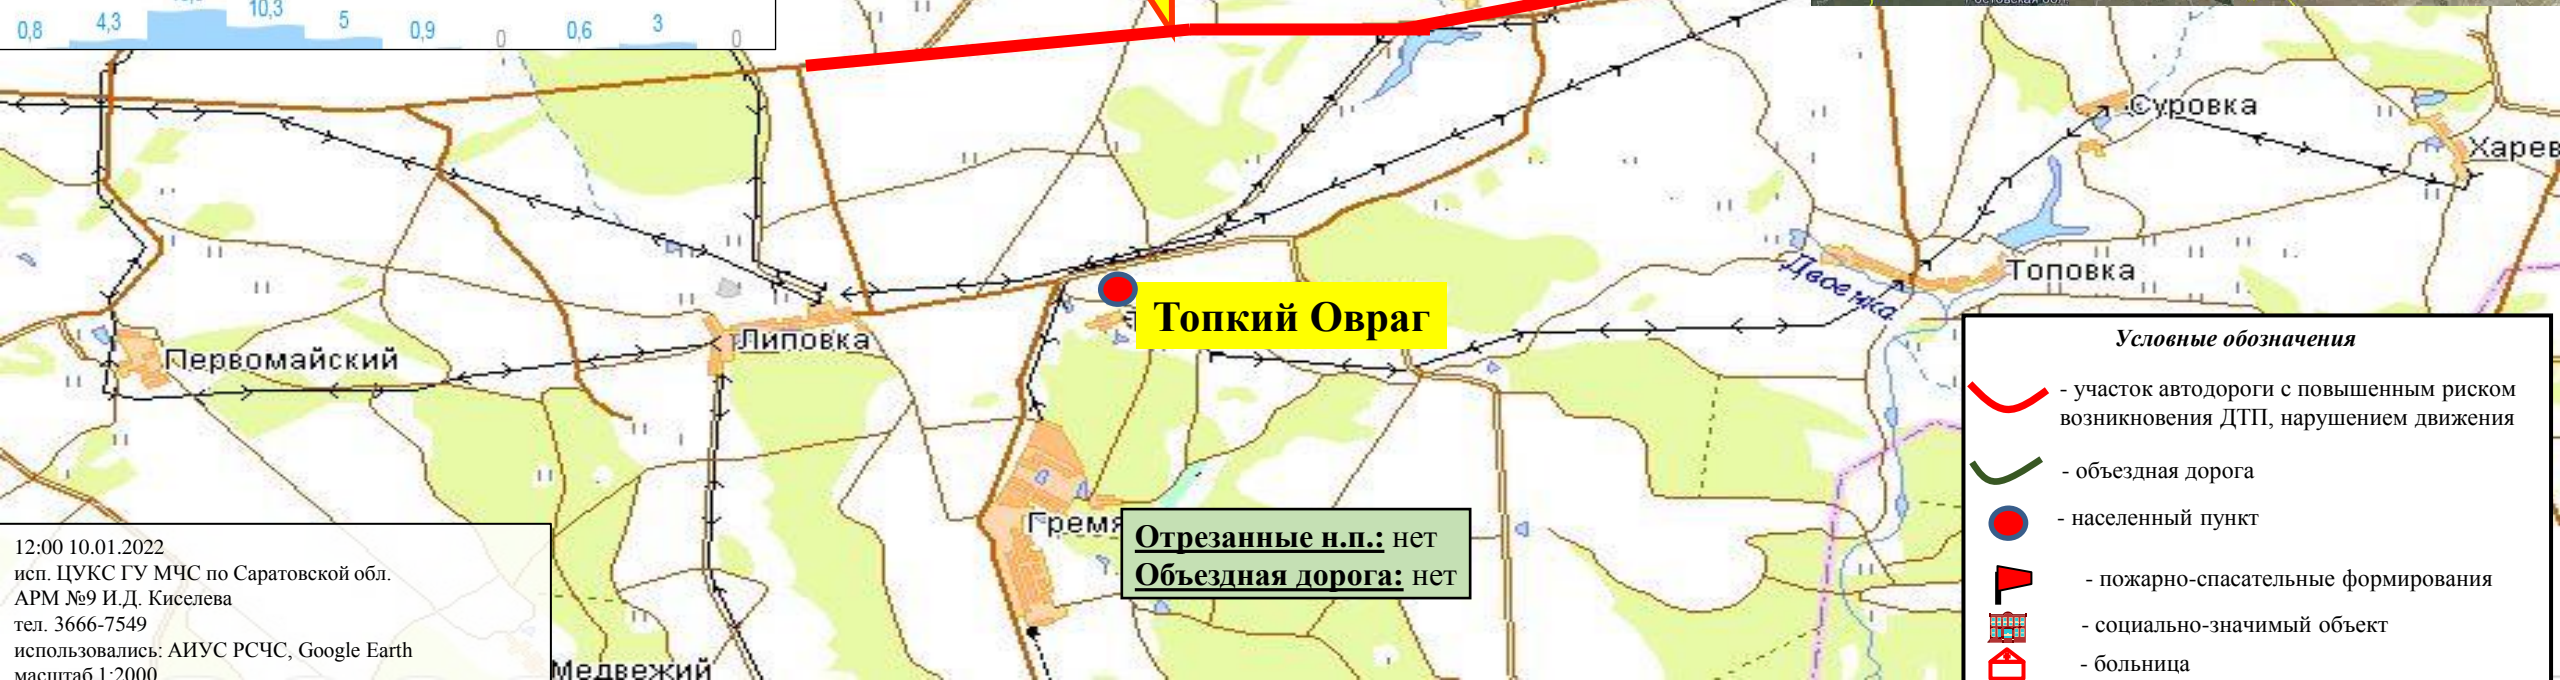 0,8
4,3
10,3
5
0,9
0
0,6
3
0
Суровка
Харев
Двоенка
Топовка
Топкий Овраг
Липовка
Первомайский
Гремя
Отрезанные н.п.: нет
Объездная дорога: нет
Медвежий
12:00 10.01.2022
исп. ЦУКС ГУ МЧС по Саратовской обл.
АРМ №9 И.Д. Киселева
тел. 3666-7549
использовались: АИУС РСЧС, Google Earth
масштаб 1:2000
Условные обозначения
- участок автодороги с повышенным риском
возникновения ДТП, нарушением движения
- объездная дорога
- населенный пункт
- пожарно-спасательные формирования
- социально-значимый объект
- больница